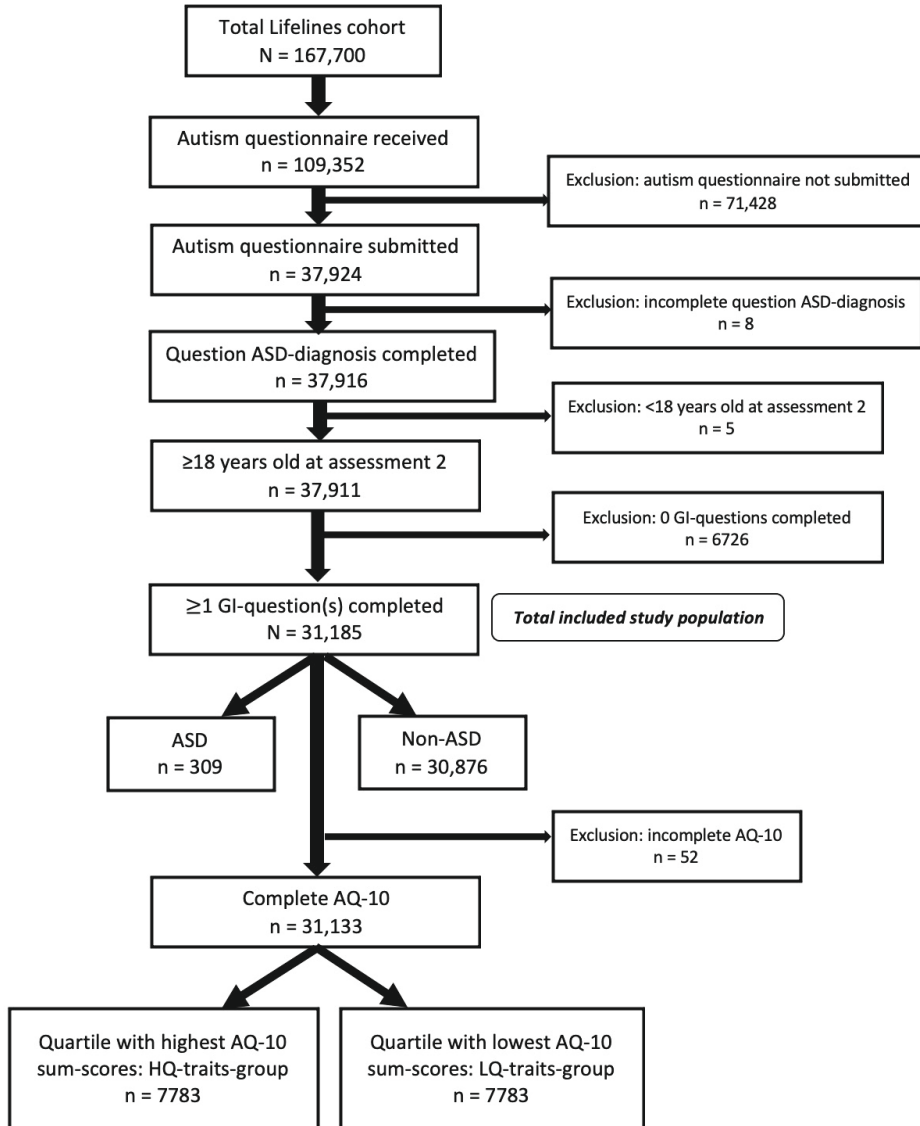 Total Lifelines cohort
N = 167,700
Autism questionnaire received
n = 109,352
Exclusion: autism questionnaire not submitted
n = 71,428
Autism questionnaire submitted
n = 37,924
Exclusion: incomplete question ASD-diagnosis
n = 8
Question ASD-diagnosis completed
n = 37,916
Exclusion: <18 years old at assessment 2
n = 5
≥18 years old at assessment 2
n = 37,911
Exclusion: 0 GI-questions completed
n = 6726
≥1 GI-question(s) completed
N = 31,185
Total included study population
ASD
n = 309
Non-ASD
n = 30,876
Exclusion: incomplete AQ-10
n = 52
Complete AQ-10
n = 31,133
Quartile with highest AQ-10
sum-scores: HQ-traits-group
n = 7783
Quartile with lowest AQ-10
sum-scores: LQ-traits-group
n = 7783